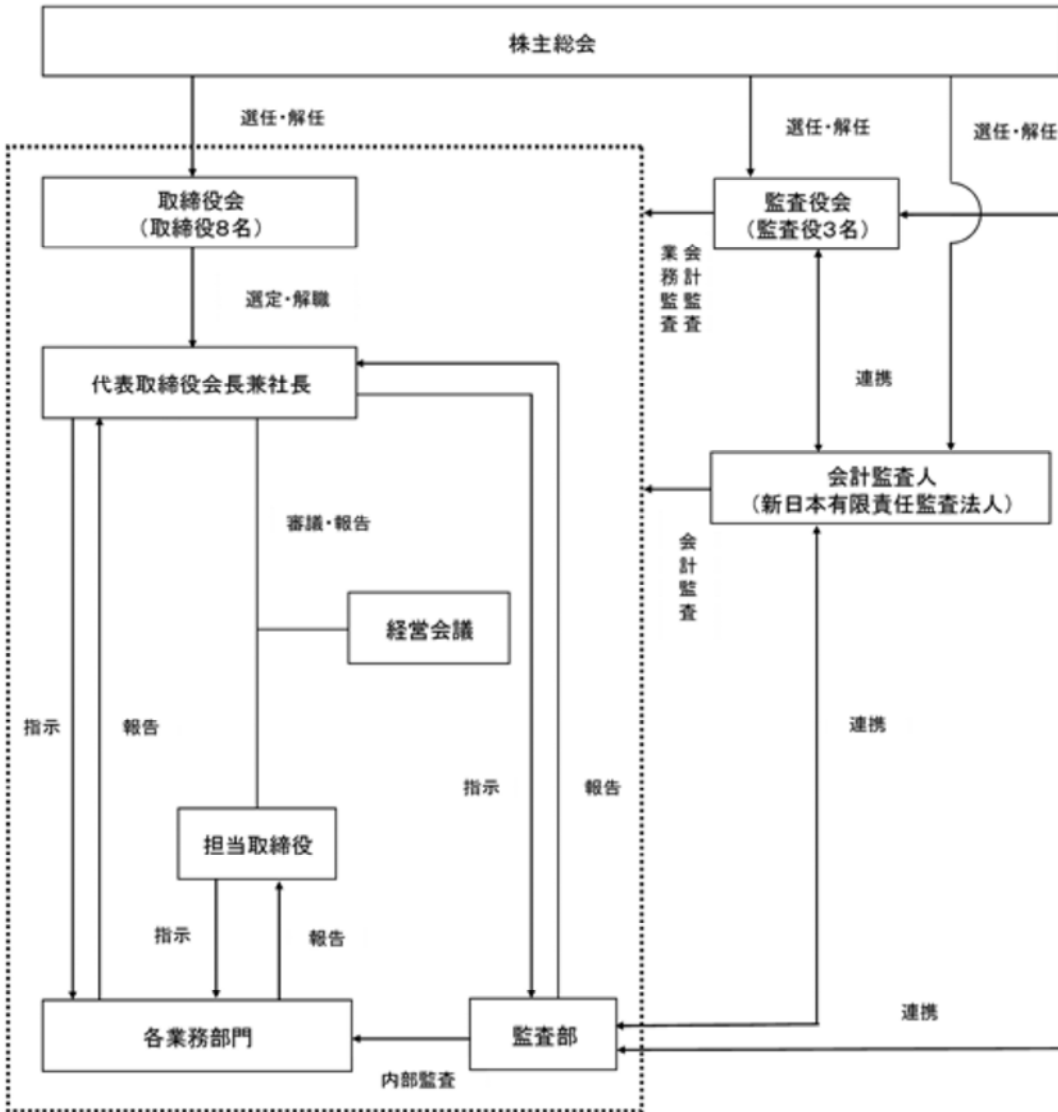 株主総会
選任・解任
選任・解任
選任・解任
取締役会
（取締役8名）
監査役会
（監査役3名）
業務監査
会計監査
選定・解職
代表取締役会長兼社長
連携
会計監査人
（新日本有限責任監査法人）
審議・報告
会計監査
経営会議
指示
報告
連携
指示
報告
担当取締役
指示
報告
各業務部門
監査部
連携
内部監査